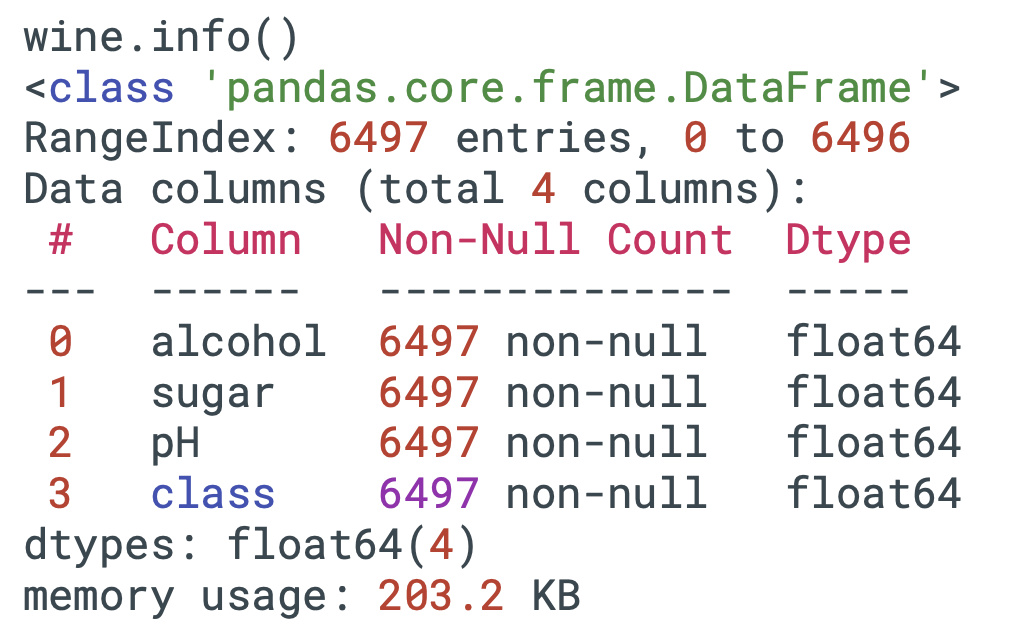 wine.info()
<class 'pandas.core.frame.DataFrame'>
RangeIndex: 6497 entries, 0 to 6496
Data columns (total 4 columns):
 #   Column   Non-Null Count  Dtype
---  ------   --------------  -----
 0   alcohol  6497 non-null   float64
 1   sugar    6497 non-null   float64
 2   pH       6497 non-null   float64
 3   class    6497 non-null   float64
dtypes: float64(4)
memory usage: 203.2 KB